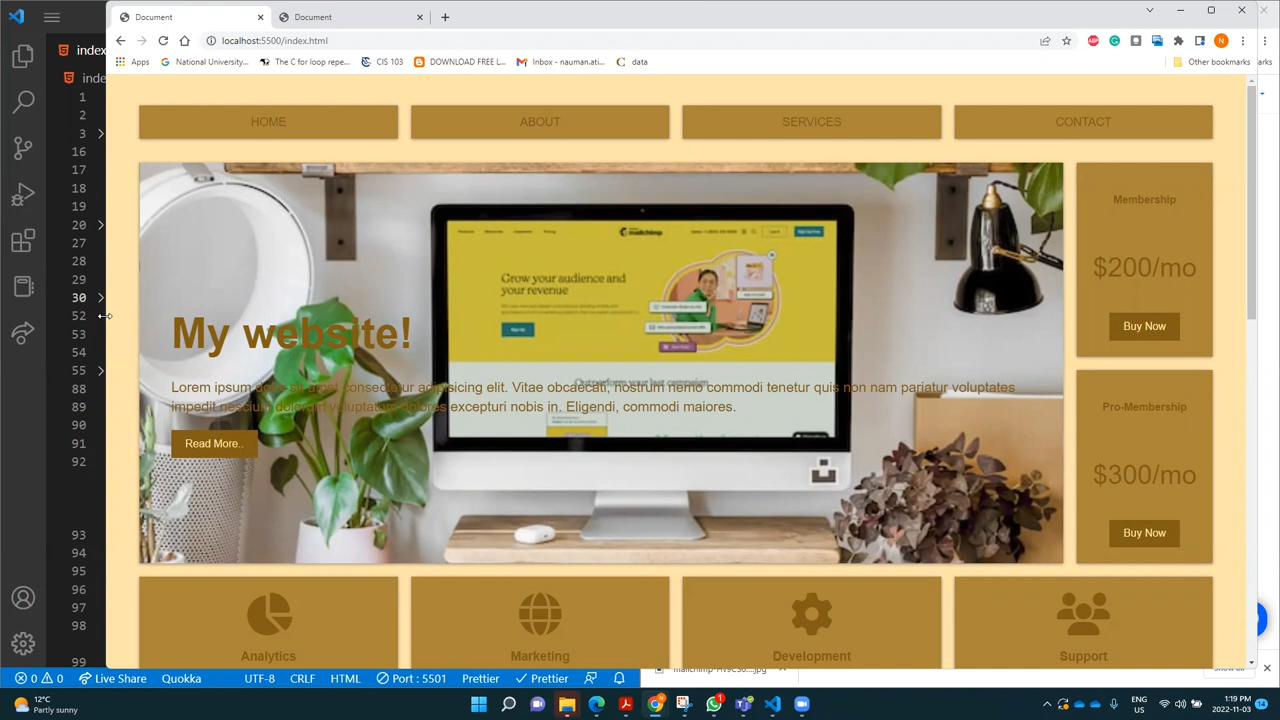 Document
Document
localhost:5500/index.html
Apps
National University...
The C for loop repe...
CIS 103
DOWNLOAD FREE L...
Inbox - nauman.ati...
data
Other bookmarks
arks
index
inde
1
2
3
16
17
18
19
20
27
28
29
30
52
53
54
55
88
89
90
91
92
93
94
95
96
97
98
99
HOME
ABOUT
SERVICES
CONTACT
mailchimp
Grow your audience and
your revenue
My website!
Lorem ipsum dolor sit amet consectetur adipisicing elit. Vitae obcaecati, nostrum nemo commodi tenetur quis non nam pariatur voluptates
impedit nesciunt dolorum voluptatum dolores excepturi nobis in. Eligendi, commodi maiores.
Read More..
Membership
$200/mo
Buy Now
Pro-Membership
$300/mo
Buy Now
Analytics
Marketing
Development
Support
0
0
Live Share
Quokka
UTF-8
CRLF
HTML
Port : 5501
Prettier
Prettier
12°C
Partly sunny
1
ENG
US
1:19 PM
2022-11-03
14